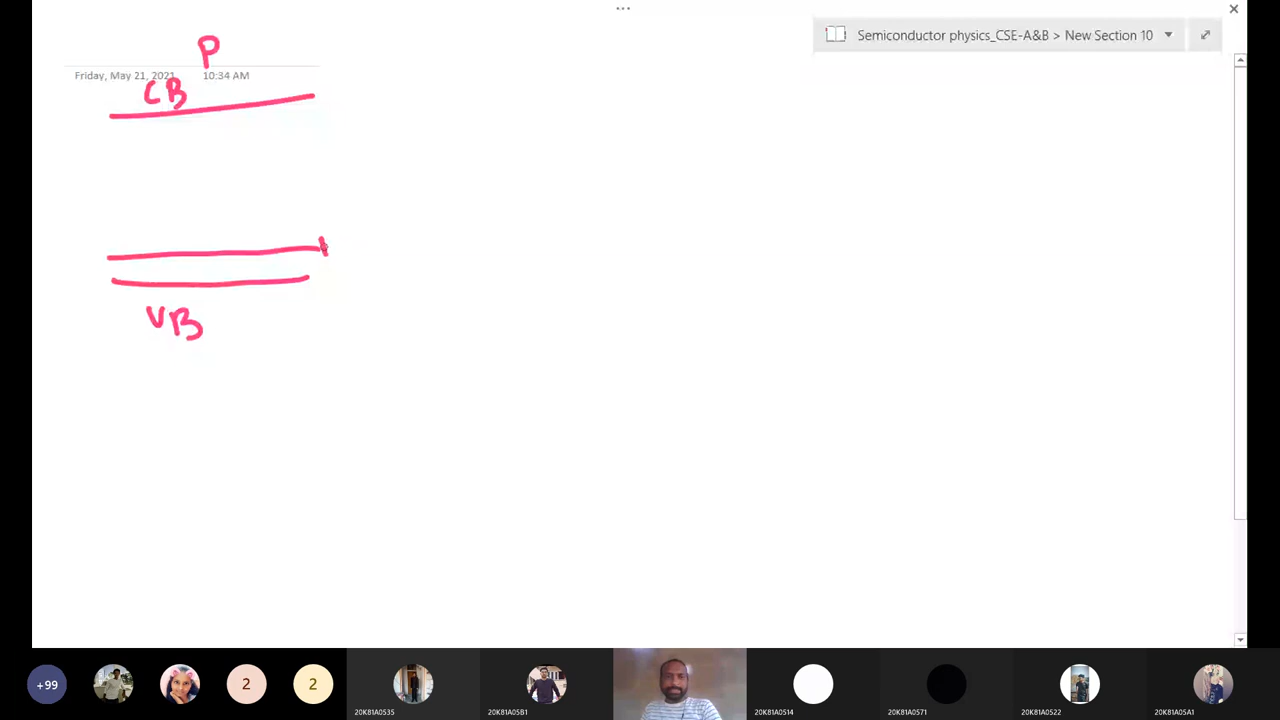 Semiconductor physics_CSE-A&B > New Section 10
P
Friday, May 21, 2021 10:34 AM
CB
VB
+99
2
2
20K81A0535
20K81A05B1
20K81A0514
20K81A0571
20K81A0522
20K81A05A1